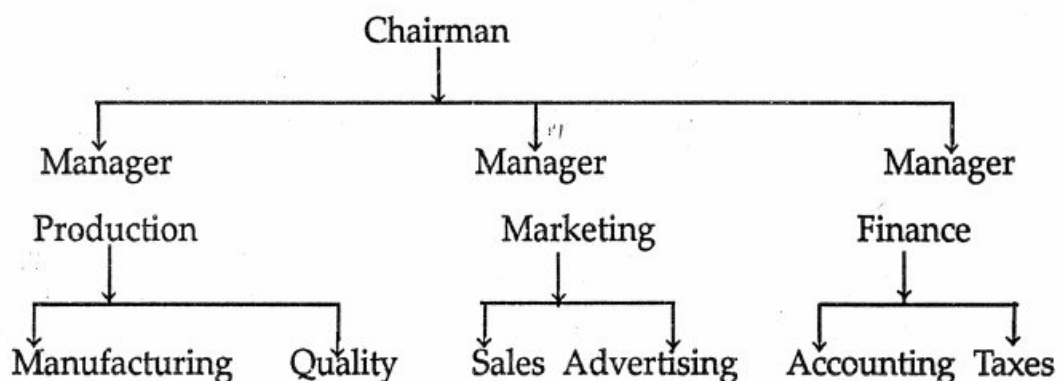 Chairman
Manager Manager Manager
Production Marketing Finance
Manufacturing Quality Sales Advertising Accounting Taxes